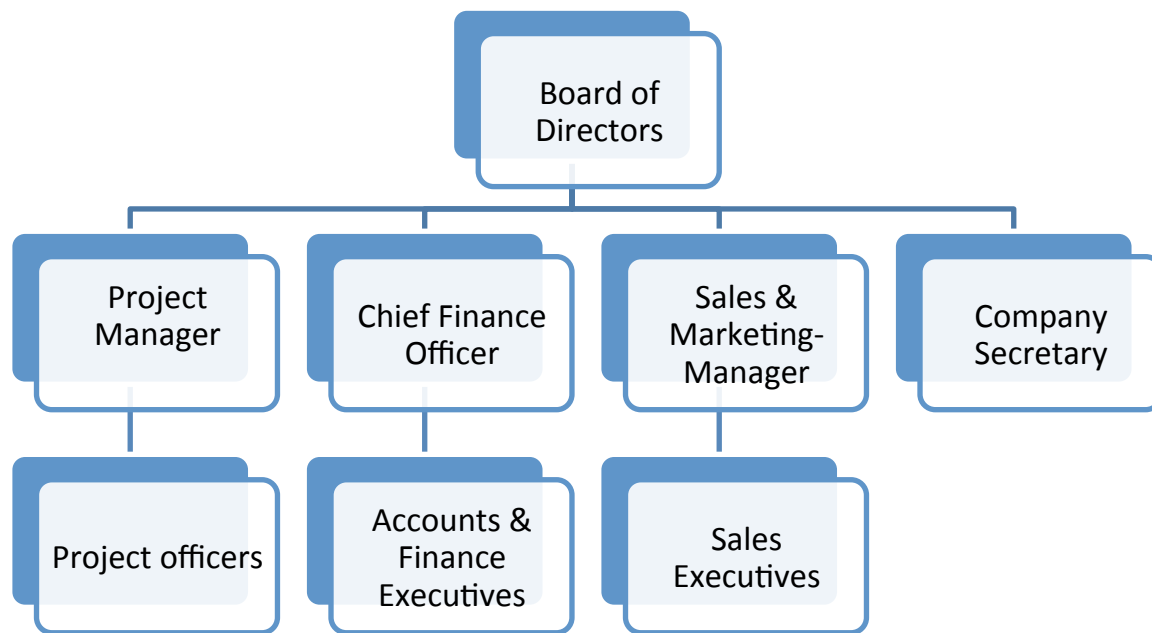 Board of
Directors
Project
Manager
Chief Finance
Officer
Sales &
Marketing-
Manager
Company
Secretary
Project officers
Accounts &
Finance
Executives
Sales
Executives